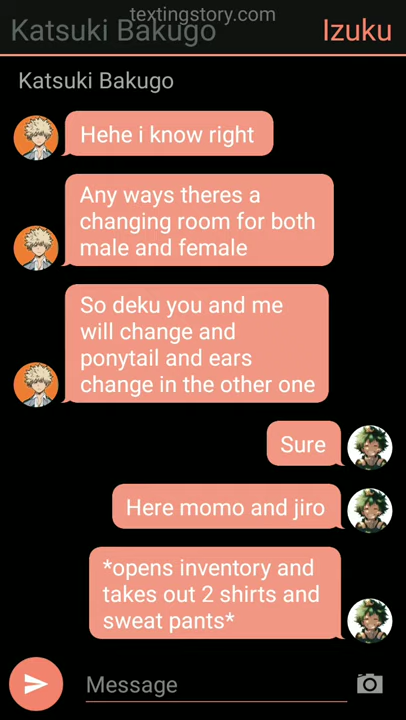 textingstory.com
Katsuki Bakugo
Izuku
Katsuki Bakugo
Hehe i know right
Any ways theres a
changing room for both
male and female
So deku you and me
will change and
ponytail and ears
change in the other one
Sure
Here momo and jiro
*opens inventory and
takes out 2 shirts and
sweat pants*
Message